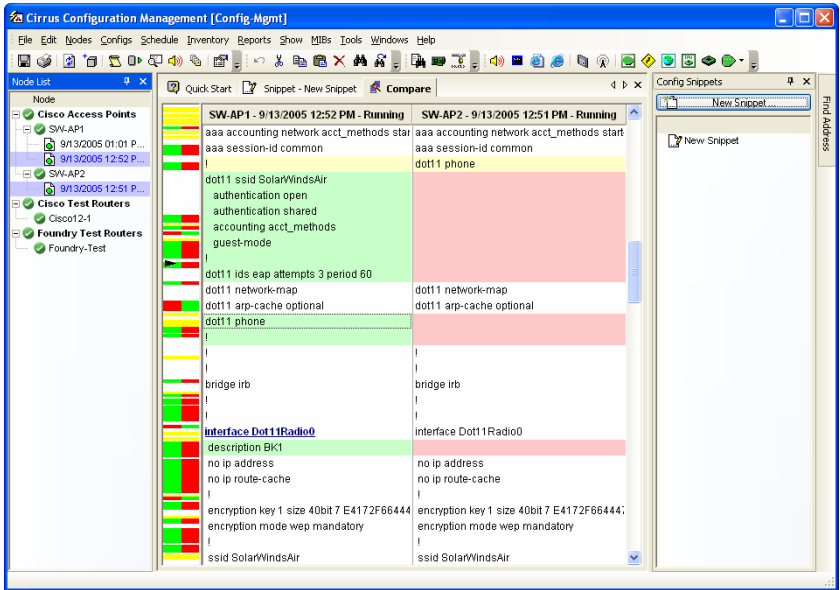 Cirrus Configuration Management [Config-Mgmt]
File Edit Nodes Configs Schedule Inventory Reports Show MIBs Tools Windows Help
Node List
Node
Cisco Access Points
SW-AP1
9/13/2005 01:01 P...
9/13/2005 12:52 P...
SW-AP2
9/13/2005 12:51 P...
Cisco Test Routers
Cisco12-1
Foundry Test Routers
Foundry-Test
Quick Start Snippet - New Snippet Compare
SW-AP1 - 9/13/2005 12:52 PM - Running SW-AP2 - 9/13/2005 12:51 PM - Running
aaa accounting network acct_methods star aaa accounting network acct_methods start
aaa session-id common aaa session-id common
! dot11 phone
dot11 ssid SolarWindsAir
authentication open
authentication shared
accounting acct_methods
guest-mode
!
dot11 ids eap attempts 3 period 60
dot11 network-map dot11 network-map
dot11 arp-cache optional dot11 arp-cache optional
dot11 phone
!
! !
! !
bridge irb bridge irb
! !
! !
interface Dot11Radio0 interface Dot11Radio0
description BK1
no ip address no ip address
no ip route-cache no ip route-cache
! !
encryption key 1 size 40bit 7 E4172F66444 encryption key 1 size 40bit 7 E4172F664447
encryption mode wep mandatory encryption mode wep mandatory
! !
ssid SolarWindsAir ssid SolarWindsAir
Config Snippets
New Snippet ...
New Snippet
Find Address